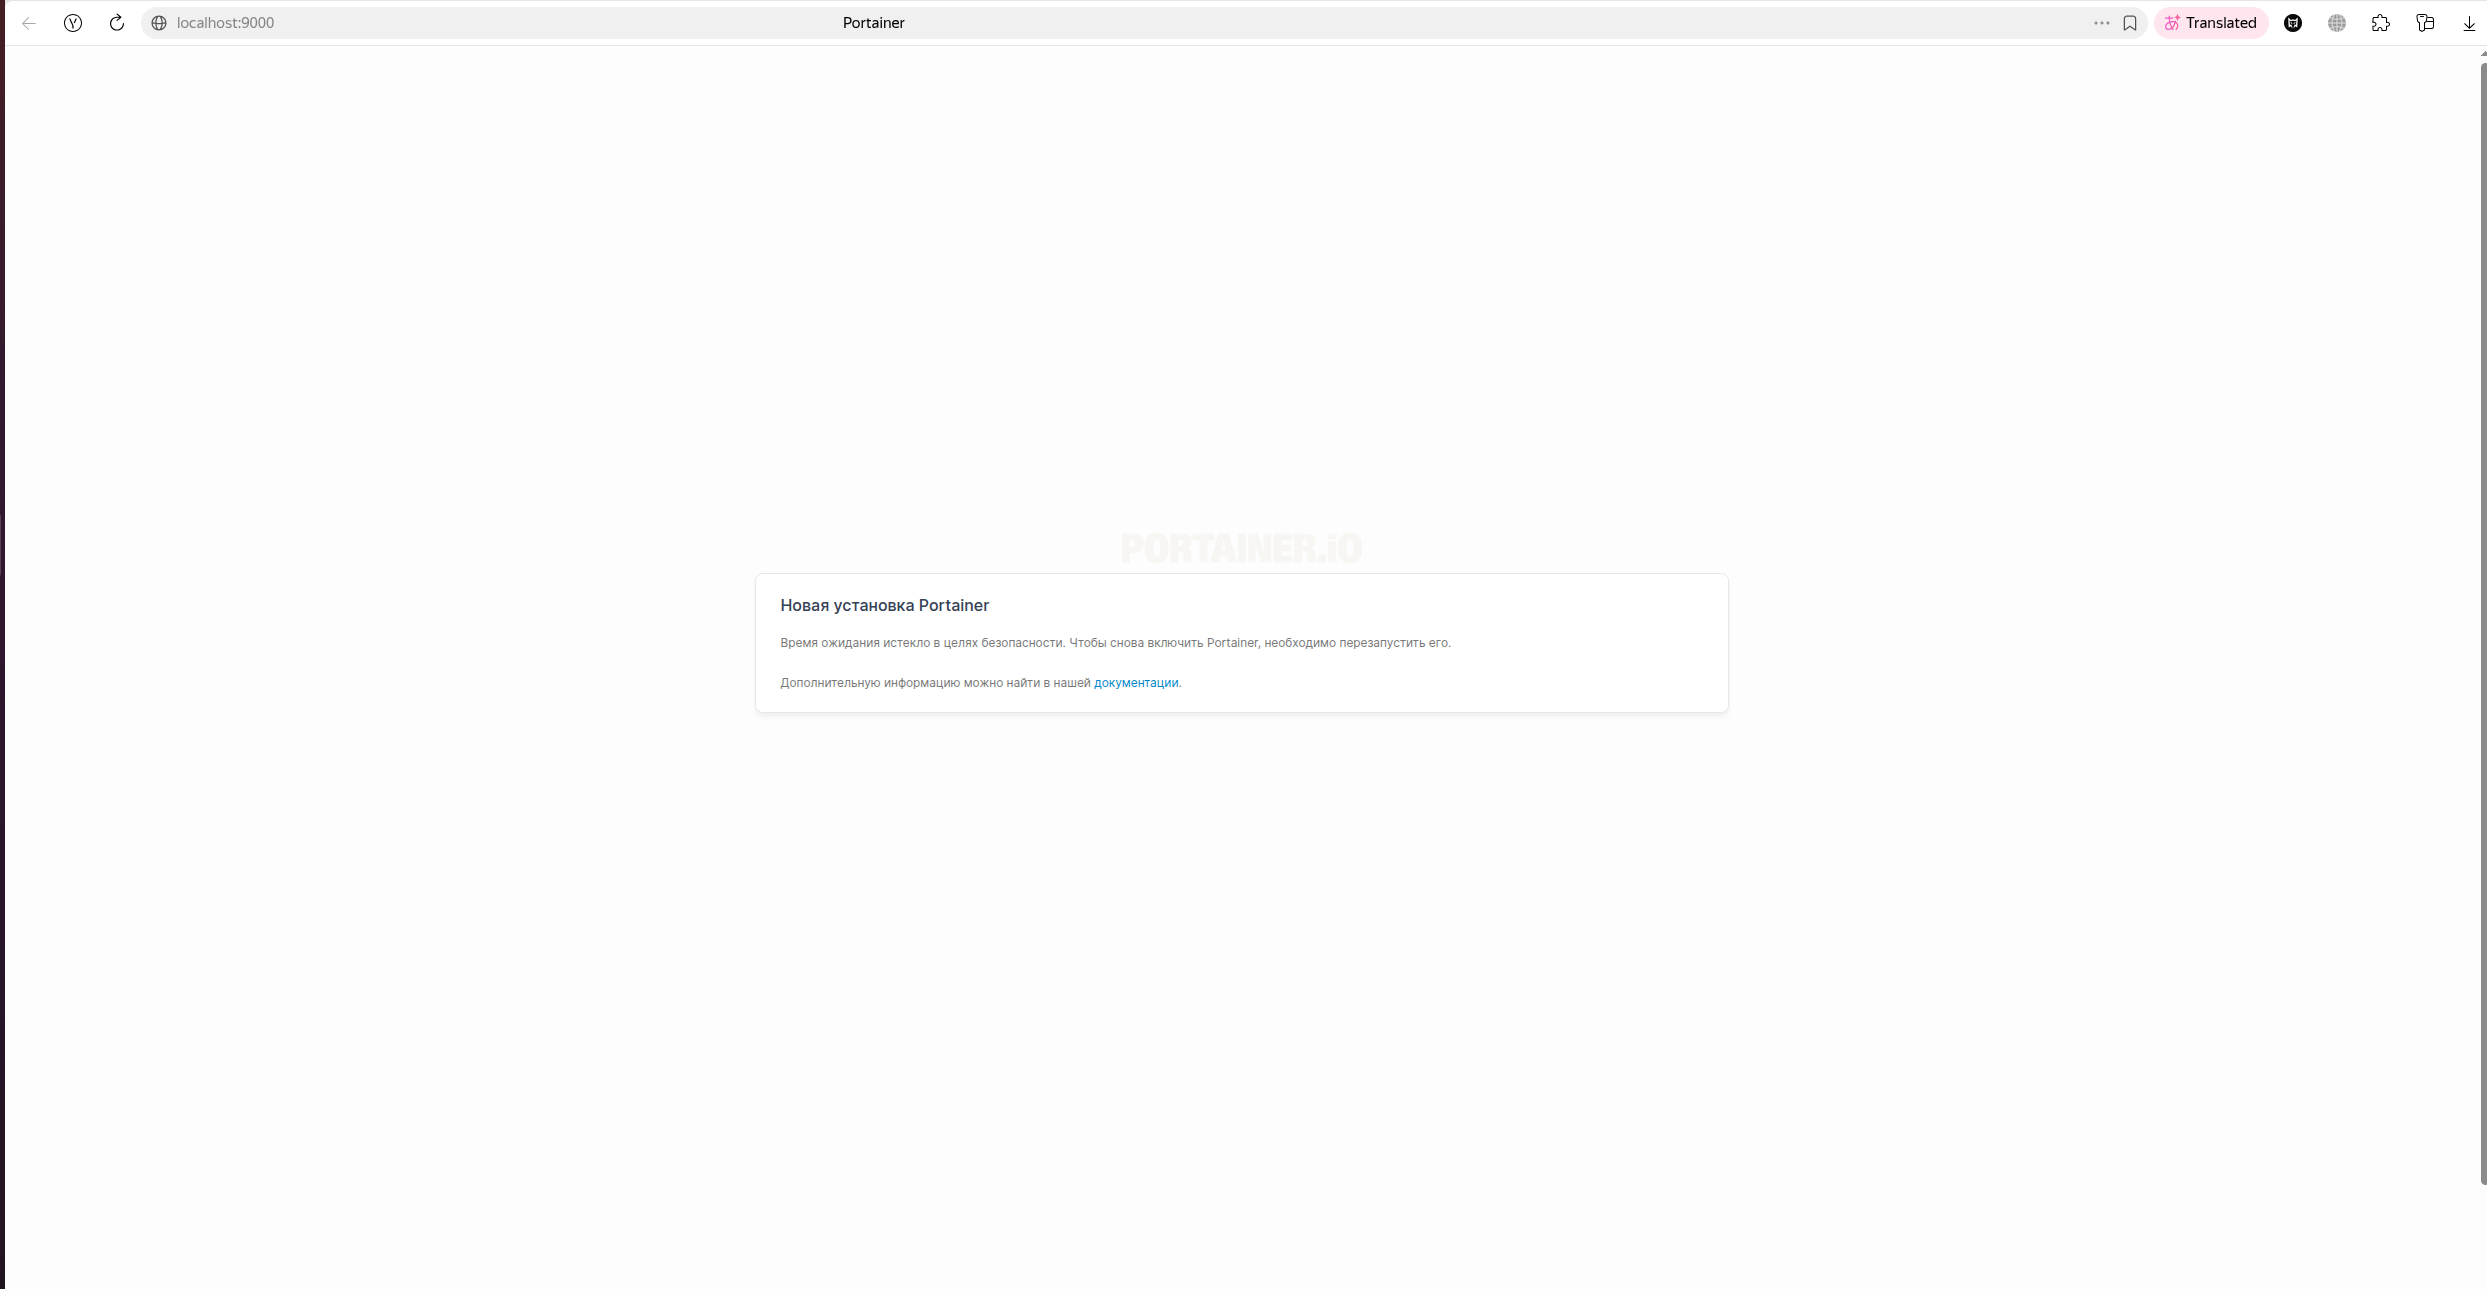 localhost:9000
Portainer
Translated
PORTAINER.iO
Новая установка Portainer
Время ожидания истекло в целях безопасности. Чтобы снова включить Portainer, необходимо перезапустить его.
Дополнительную информацию можно найти в нашей документации.